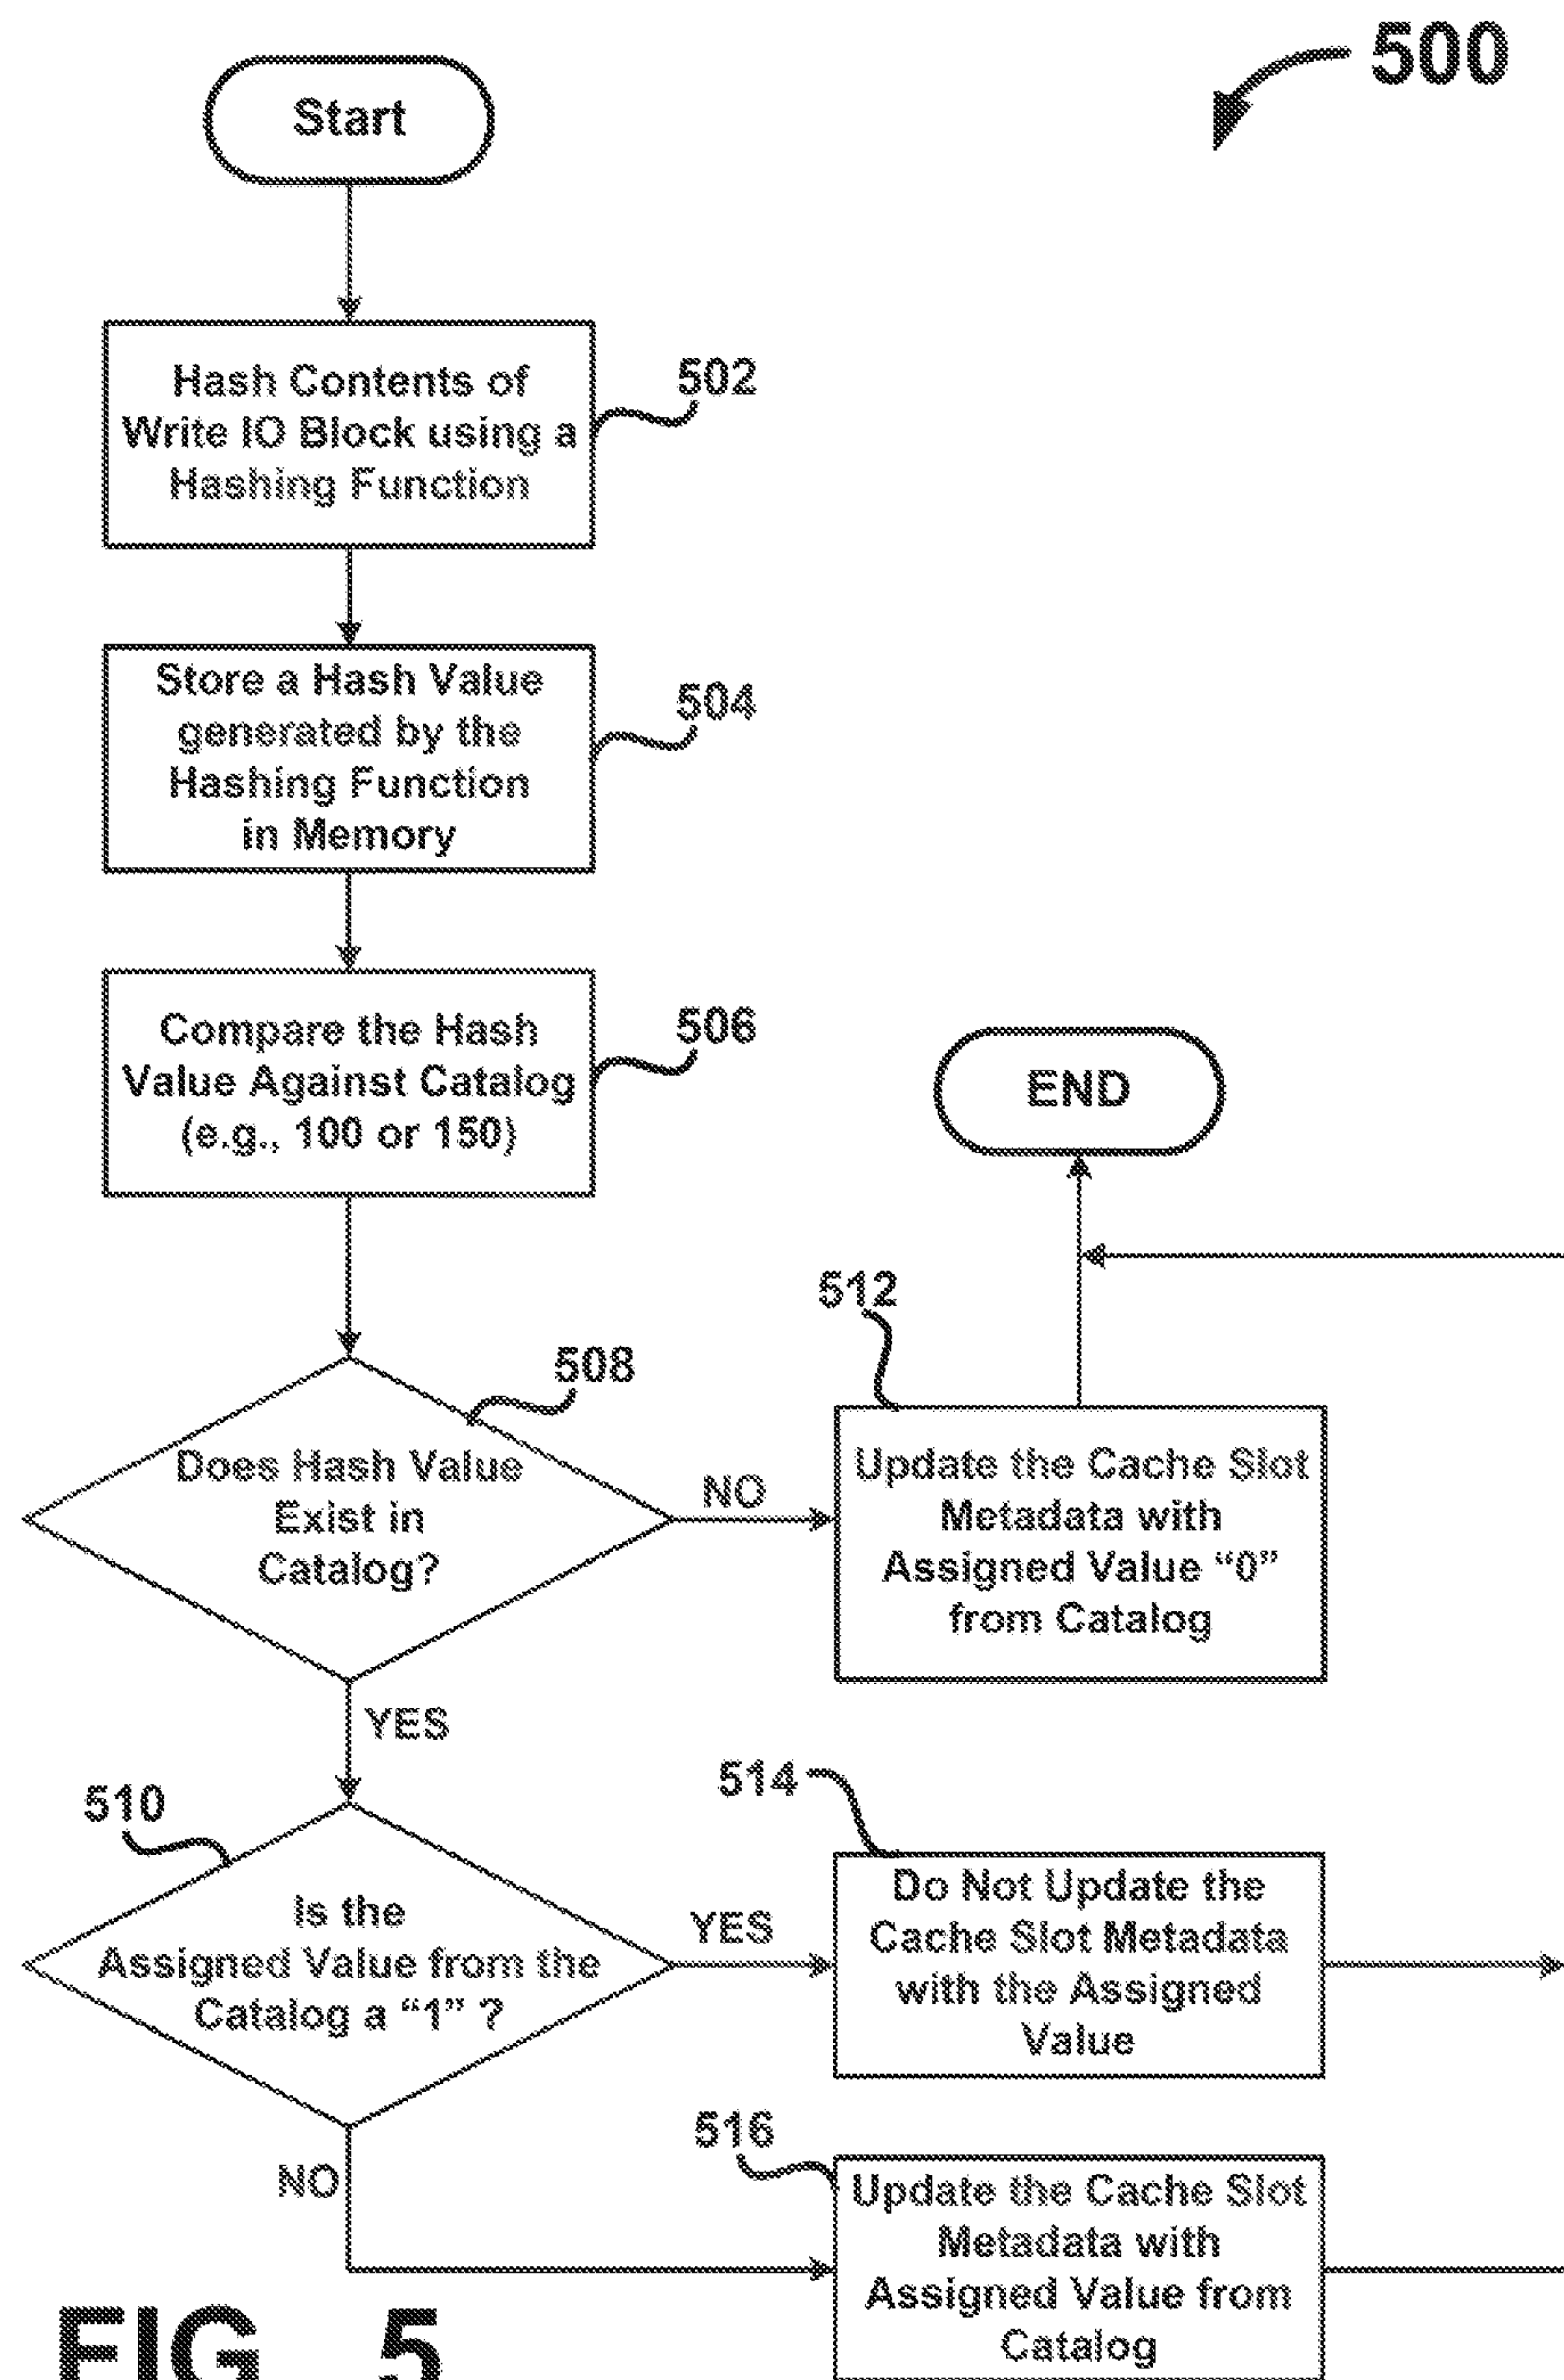 500
Start
Hash Contents of
Write IO Block using a
Hashing Function
502
Store a Hash Value
generated by the
Hashing Function
in Memory
504
Compare the Hash
Value Against Catalog
(e.g., 100 or 150)
506
END
508
Does Hash Value
Exist in
Catalog?
NO
512
Update the Cache Slot
Metadata with
Assigned Value “0”
from Catalog
YES
510
Is the
Assigned Value from the
Catalog a “1” ?
YES
514
Do Not Update the
Cache Slot Metadata
with the Assigned
Value
NO
516
Update the Cache Slot
Metadata with
Assigned Value from
Catalog
FIG. 5